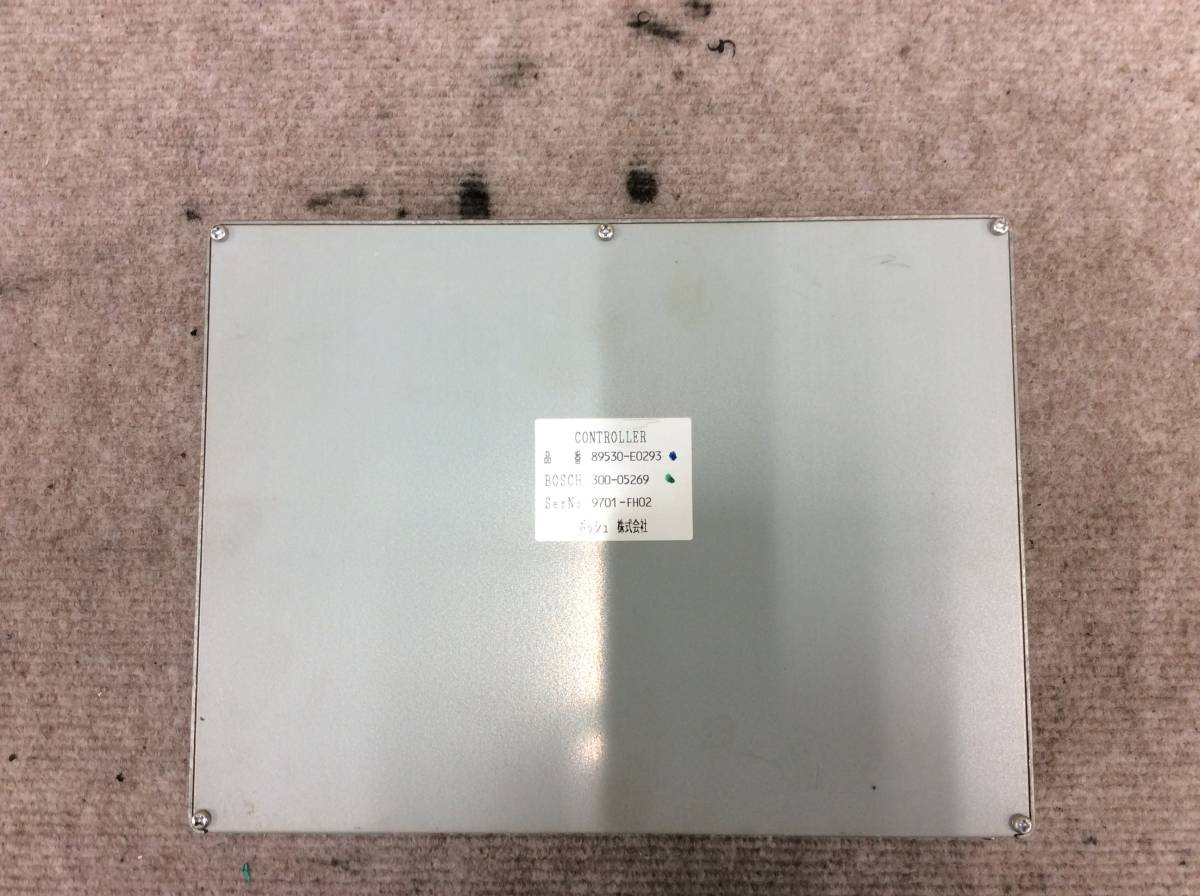 CONTROLLER
品 番 89530-E0293
BOSCH 300-05269
SerNo 9701-FH02
ボッシュ 株式会社